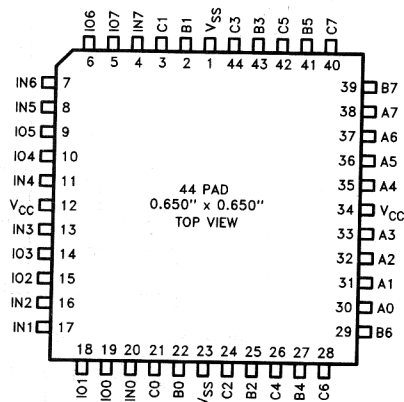 IO6 IO7 IN7 C1 B1 VSS C3 B3 C5 B5 C7
6 5 4 3 2 1 44 43 42 41 40
IN6 7
IN5 8
IO5 9
IO4 10
IN4 11
VCC 12
IN3 13
IO3 14
IO2 15
IN2 16
IN1 17
44 PAD
0.650" x 0.650"
TOP VIEW
39 B7
38 A7
37 A6
36 A5
35 A4
34 VCC
33 A3
32 A2
31 A1
30 A0
29 B6
18 19 20 21 22 23 24 25 26 27 28
IO1 IO0 IN0 C0 B0 VSS C2 B2 C4 B4 C6